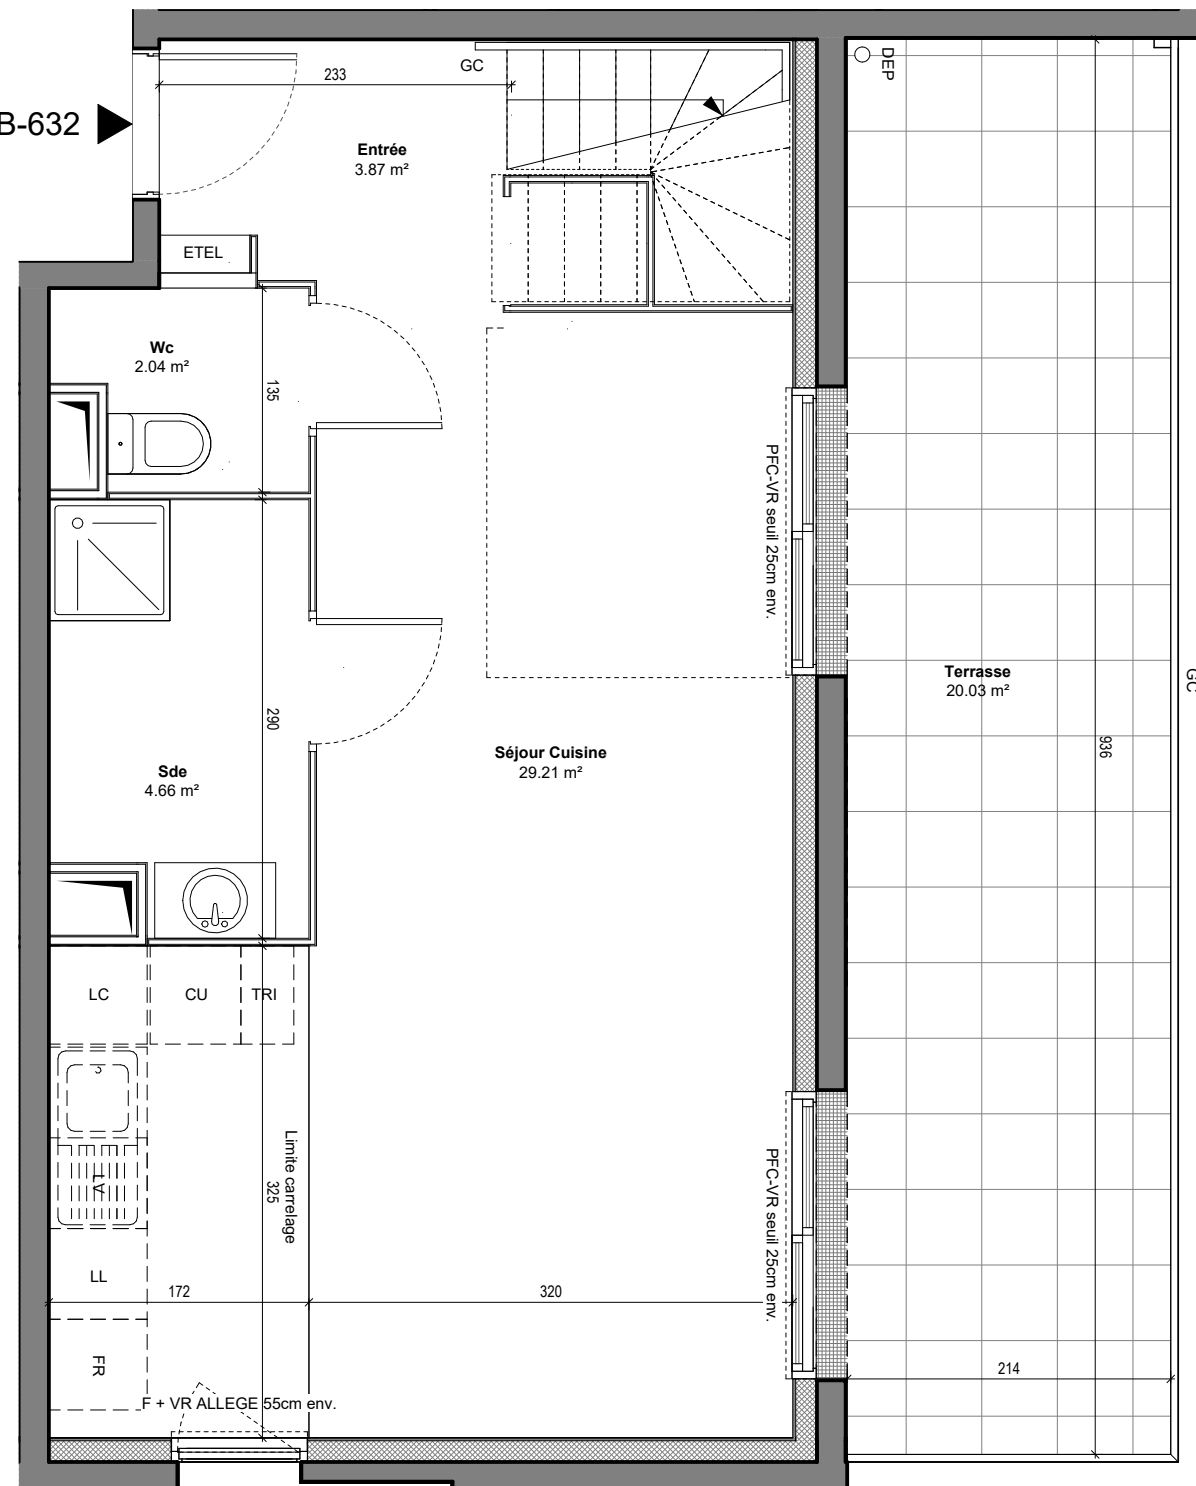 GC
DEP
233
B-632
Entrée
3.87 m²
ETEL
Wc
2.04 m²
135
PFC-VR seuil 25cm env.
Terrasse
20.03 m²
GC
290
936
Séjour Cuisine
29.21 m²
Sde
4.66 m²
LC
CU
TRI
Limite carrelage
LV
325
PFC-VR seuil 25cm env.
LL
172
320
FR
214
F + VR ALLEGE 55cm env.